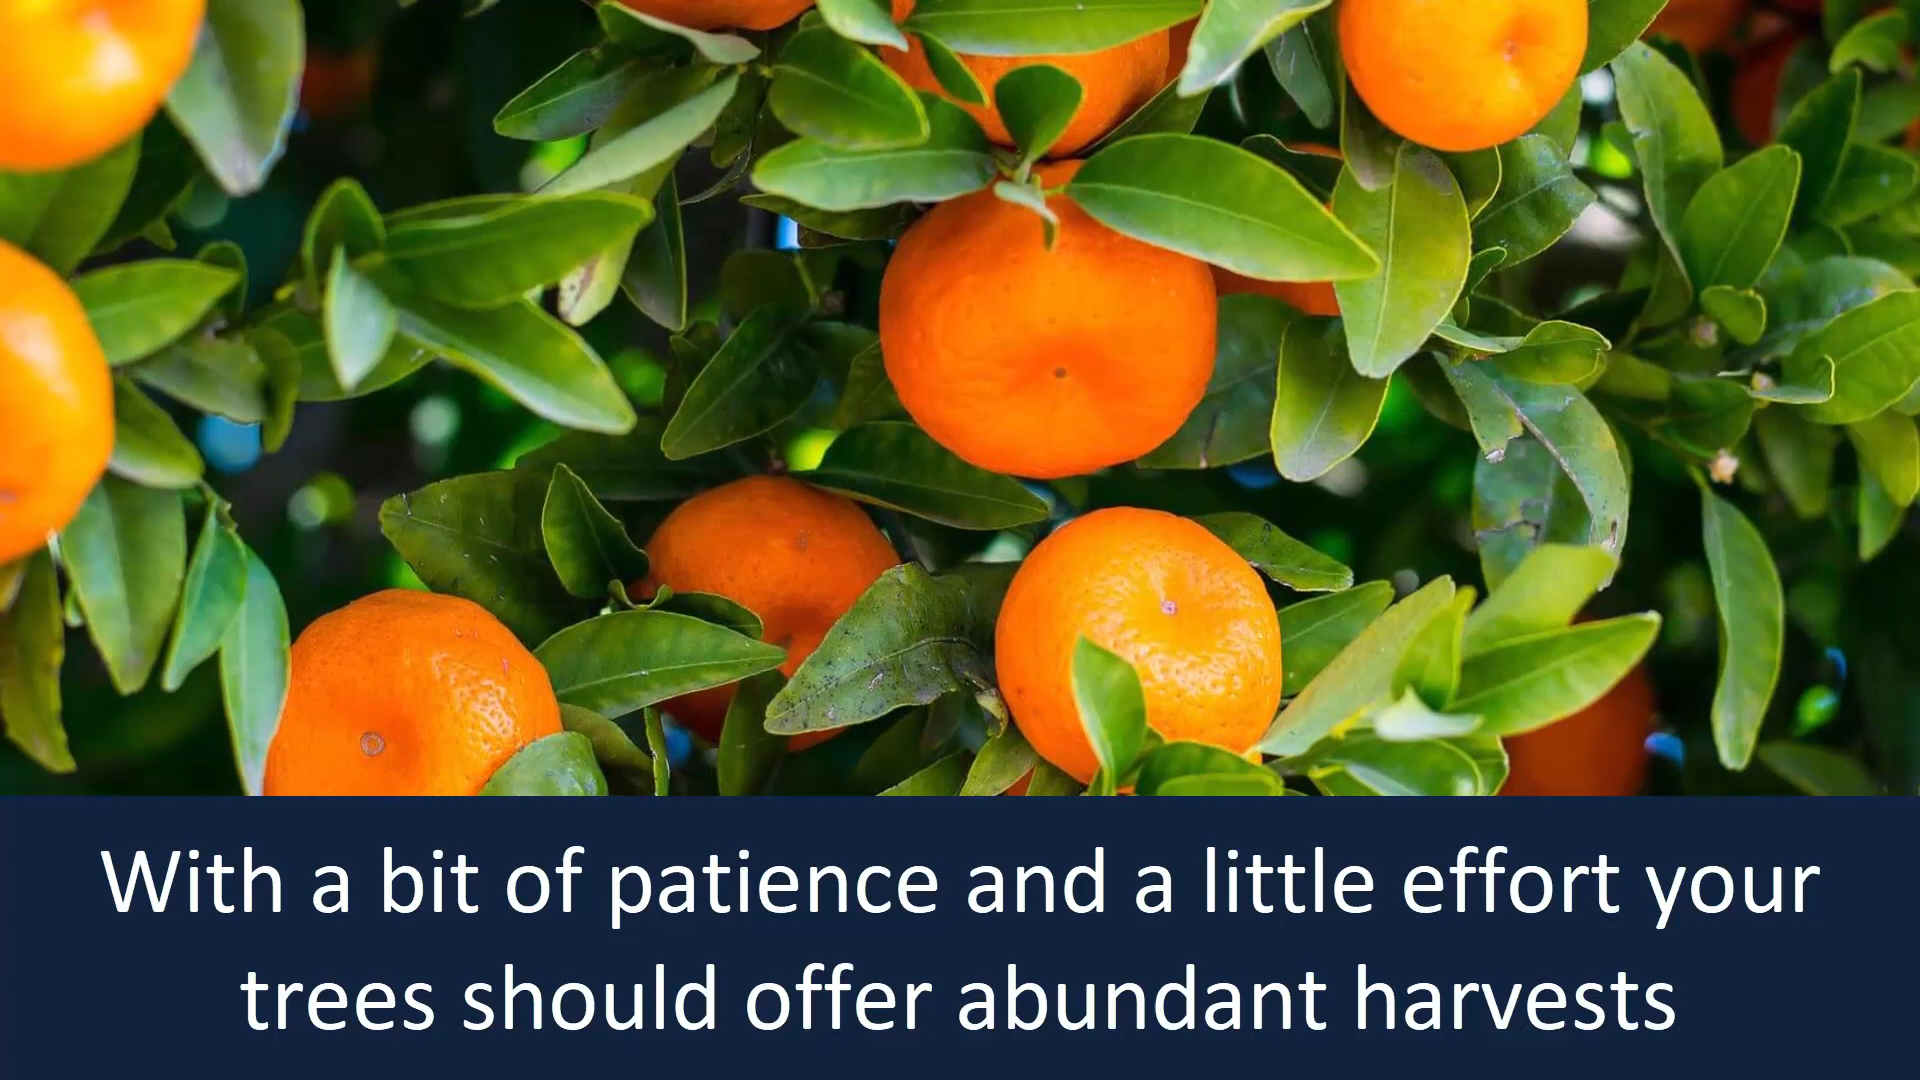 With a bit of patience and a little effort your
trees should offer abundant harvests